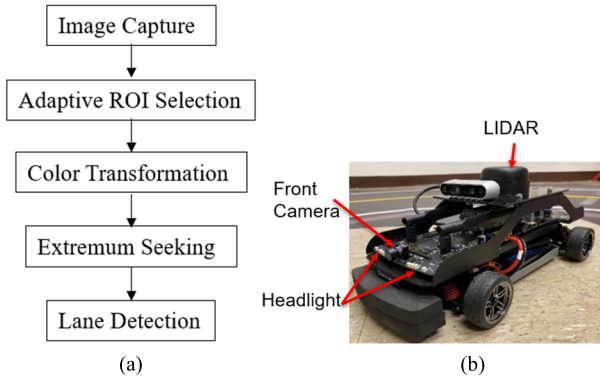 Image Capture
Adaptive ROI Selection
Color Transformation
Extremum Seeking
Lane Detection
(a)
LIDAR
Front
Camera
Headlight
(b)